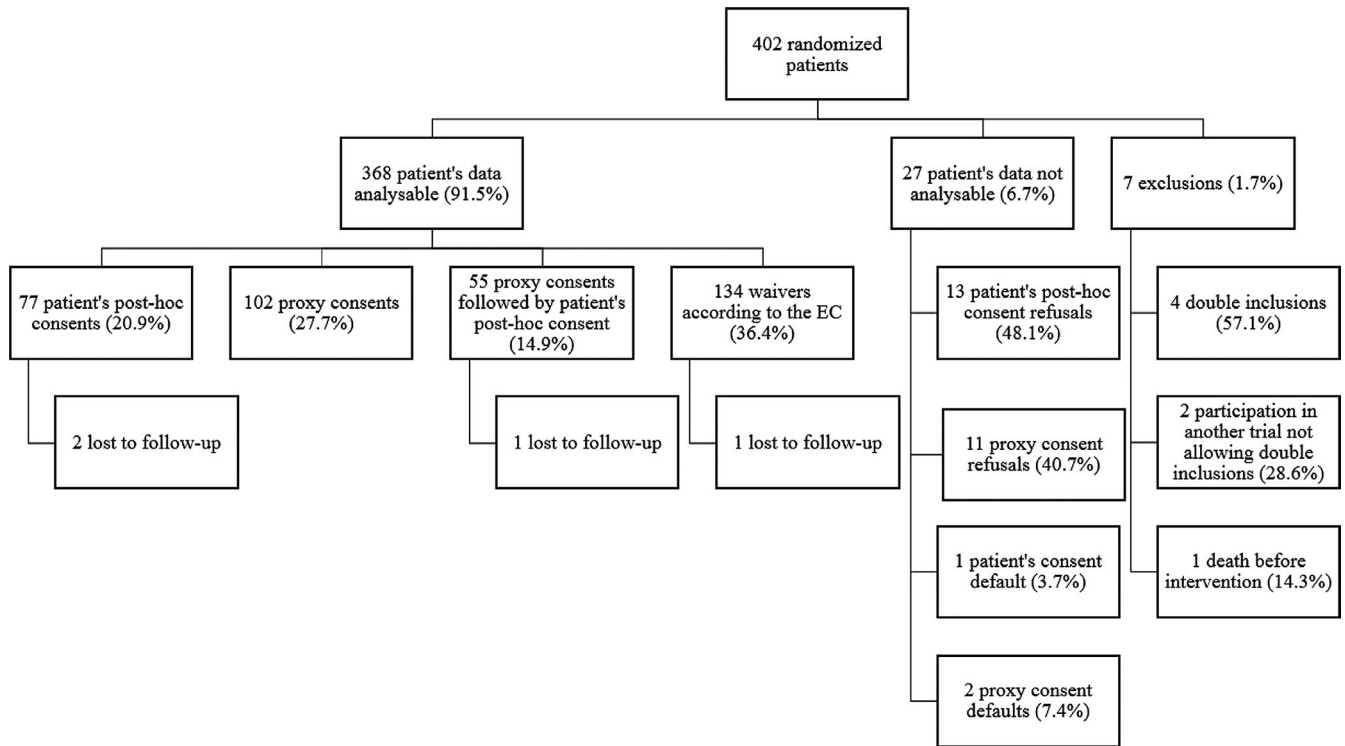 402 randomized
patients
368 patient's data
analysable (91.5%)
27 patient's data not
analysable (6.7%)
7 exclusions (1.7%)
77 patient's post-hoc
consents (20.9%)
102 proxy consents
(27.7%)
55 proxy consents
followed by patient's
post-hoc consent
(14.9%)
134 waivers
according to the EC
(36.4%)
13 patient's post-hoc
consent refusals
(48.1%)
4 double inclusions
(57.1%)
2 lost to follow-up
1 lost to follow-up
1 lost to follow-up
11 proxy consent
refusals (40.7%)
2 participation in
another trial not
allowing double
inclusions (28.6%)
1 patient's consent
default (3.7%)
1 death before
intervention (14.3%)
2 proxy consent
defaults (7.4%)